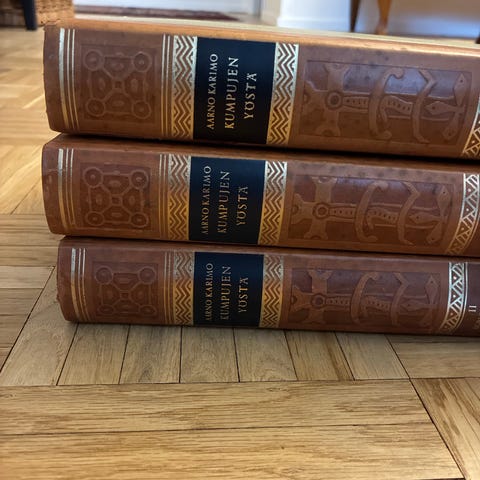 AARNO KARIMO
KUMPUJEN
YÖSTÄ
AARNO KARIMO
KUMPUJEN
YÖSTÄ
AARNO KARIMO
KUMPUJEN
YÖSTÄ
II